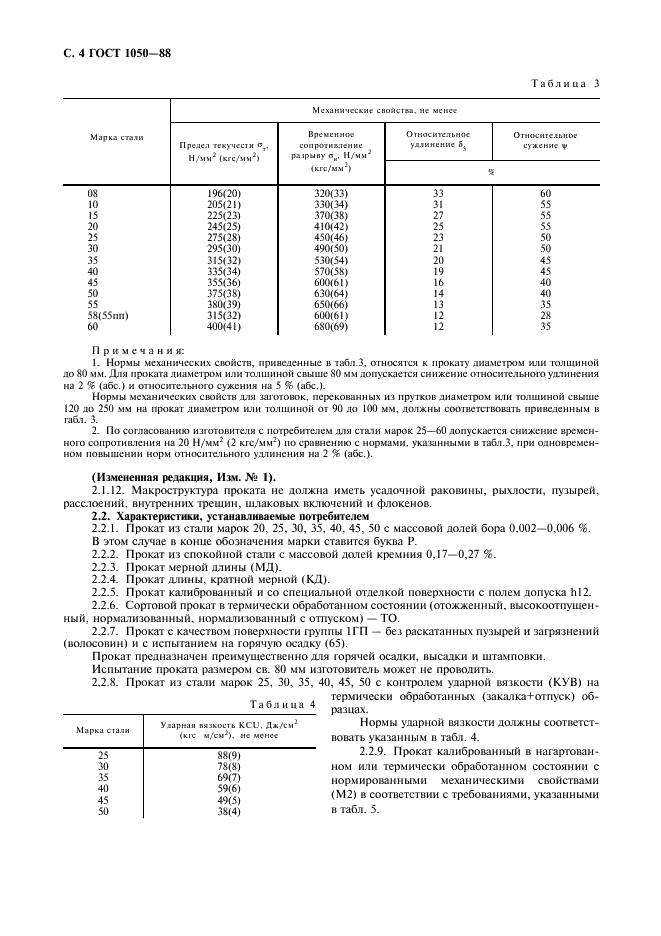 С. 4 ГОСТ 1050—88
Таблица 3
Марка стали
Механические свойства, не менее
Предел текучести σт,
Н/мм² (кгс/мм²)
Временное
сопротивление
разрыву σв, Н/мм²
(кгс/мм²)
Относительное
удлинение δ5
Относительное
сужение ψ
%
08 196(20) 320(33) 33 60
10 205(21) 330(34) 31 55
15 225(23) 370(38) 27 55
20 245(25) 410(42) 25 55
25 275(28) 450(46) 23 50
30 295(30) 490(50) 21 50
35 315(32) 530(54) 20 45
40 335(34) 570(58) 19 45
45 355(36) 600(61) 16 40
50 375(38) 630(64) 14 40
55 380(39) 650(66) 13 35
58(55пп) 315(32) 600(61) 12 28
60 400(41) 680(69) 12 35
Примечания:
1. Нормы механических свойств, приведенные в табл.3, относятся к прокату диаметром или толщиной
до 80 мм. Для проката диаметром или толщиной свыше 80 мм допускается снижение относительного удлинения
на 2 % (абс.) и относительного сужения на 5 % (абс.).
Нормы механических свойств для заготовок, перекованных из прутков диаметром или толщиной свыше
120 до 250 мм на прокат диаметром или толщиной от 90 до 100 мм, должны соответствовать приведенным в
табл. 3.
2. По согласованию изготовителя с потребителем для стали марок 25—60 допускается снижение времен-
ного сопротивления на 20 Н/мм² (2 кгс/мм²) по сравнению с нормами, указанными в табл.3, при одновремен-
ном повышении норм относительного удлинения на 2 % (абс.).
(Измененная редакция, Изм. № 1).
2.1.12. Макроструктура проката не должна иметь усадочной раковины, рыхлости, пузырей,
расслоений, внутренних трещин, шлаковых включений и флокенов.
2.2. Характеристики, устанавливаемые потребителем
2.2.1. Прокат из стали марок 20, 25, 30, 35, 40, 45, 50 с массовой долей бора 0,002—0,006 %.
В этом случае в конце обозначения марки ставится буква Р.
2.2.2. Прокат из спокойной стали с массовой долей кремния 0,17—0,27 %.
2.2.3. Прокат мерной длины (МД).
2.2.4. Прокат длины, кратной мерной (КД).
2.2.5. Прокат калиброванный и со специальной отделкой поверхности с полем допуска h12.
2.2.6. Сортовой прокат в термически обработанном состоянии (отожженный, высокоотпущен-
ный, нормализованный, нормализованный с отпуском) — ТО.
2.2.7. Прокат с качеством поверхности группы 1ГП — без раскатанных пузырей и загрязнений
(волосовин) и с испытанием на горячую осадку (65).
Прокат предназначен преимущественно для горячей осадки, высадки и штамповки.
Испытание проката размером св. 80 мм изготовитель может не проводить.
2.2.8. Прокат из стали марок 25, 30, 35, 40, 45, 50 с контролем ударной вязкости (КУВ) на
термически обработанных (закалка+отпуск) об-
разцах.
Нормы ударной вязкости должны соответст-
вовать указанным в табл. 4.
2.2.9. Прокат калиброванный в нагартован-
ном или термически обработанном состоянии с
нормированными механическими свойствами
(М2) в соответствии с требованиями, указанными
в табл. 5.
Таблица 4
Марка стали
Ударная вязкость KCU, Дж/см²
(кгс м/см²), не менее
25 88(9)
30 78(8)
35 69(7)
40 59(6)
45 49(5)
50 38(4)